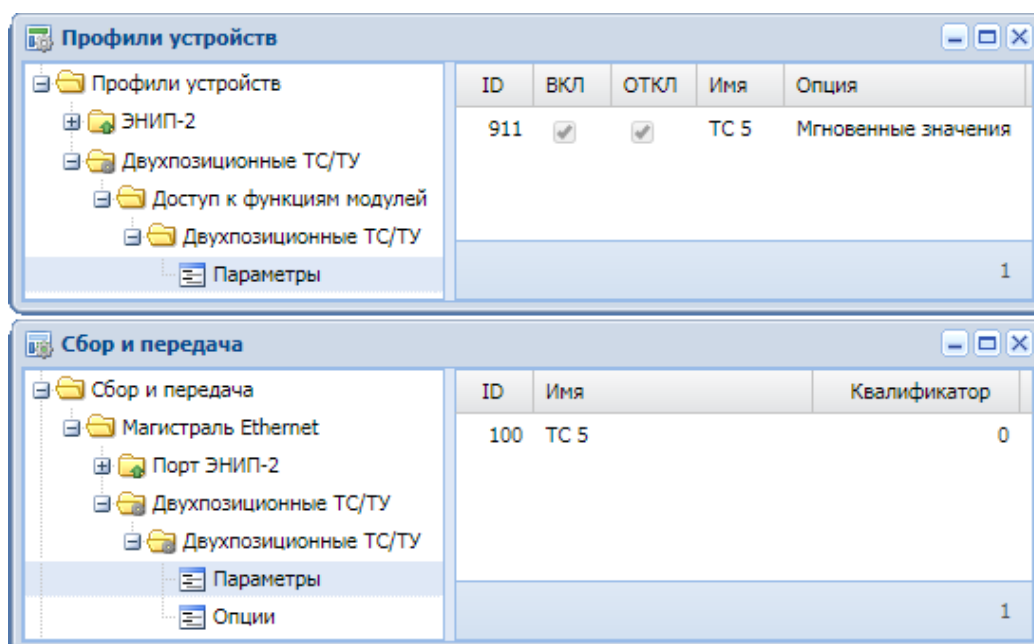 Профили устройств
Профили устройств
ЭНИП-2
Двухпозиционные ТС/ТУ
Доступ к функциям модулей
Двухпозиционные ТС/ТУ
Параметры
ID ВКЛ ОТКЛ Имя Опция
911 ТС 5 Мгновенные значения
1
Сбор и передача
Сбор и передача
Магистраль Ethernet
Порт ЭНИП-2
Двухпозиционные ТС/ТУ
Двухпозиционные ТС/ТУ
Параметры
Опции
ID Имя Квалификатор
100 ТС 5 0
1